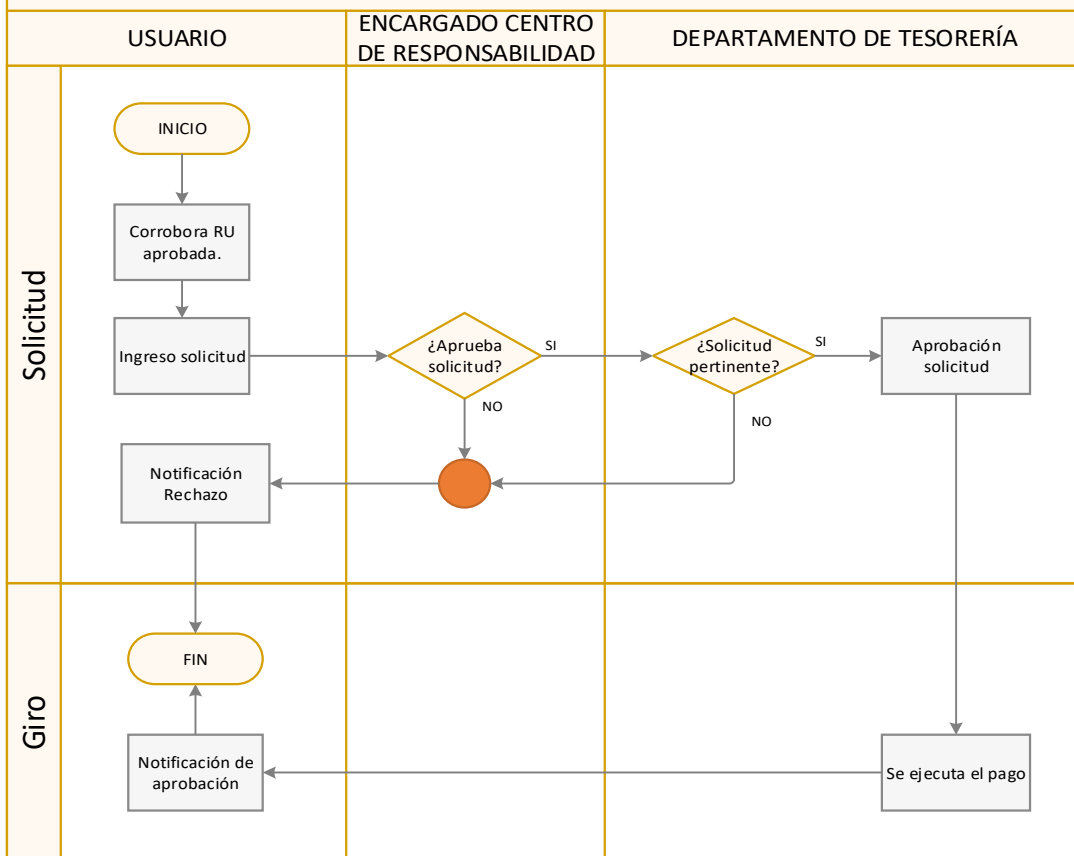 USUARIO
ENCARGADO CENTRO
DE RESPONSABILIDAD
DEPARTAMENTO DE TESORERÍA
Solicitud
INICIO
Corrobora RU
aprobada.
Ingreso solicitud
¿Aprueba
solicitud?
SI
NO
¿Solicitud
pertinente?
SI
NO
Aprobación
solicitud
Notificación
Rechazo
Giro
FIN
Notificación de
aprobación
Se ejecuta el pago